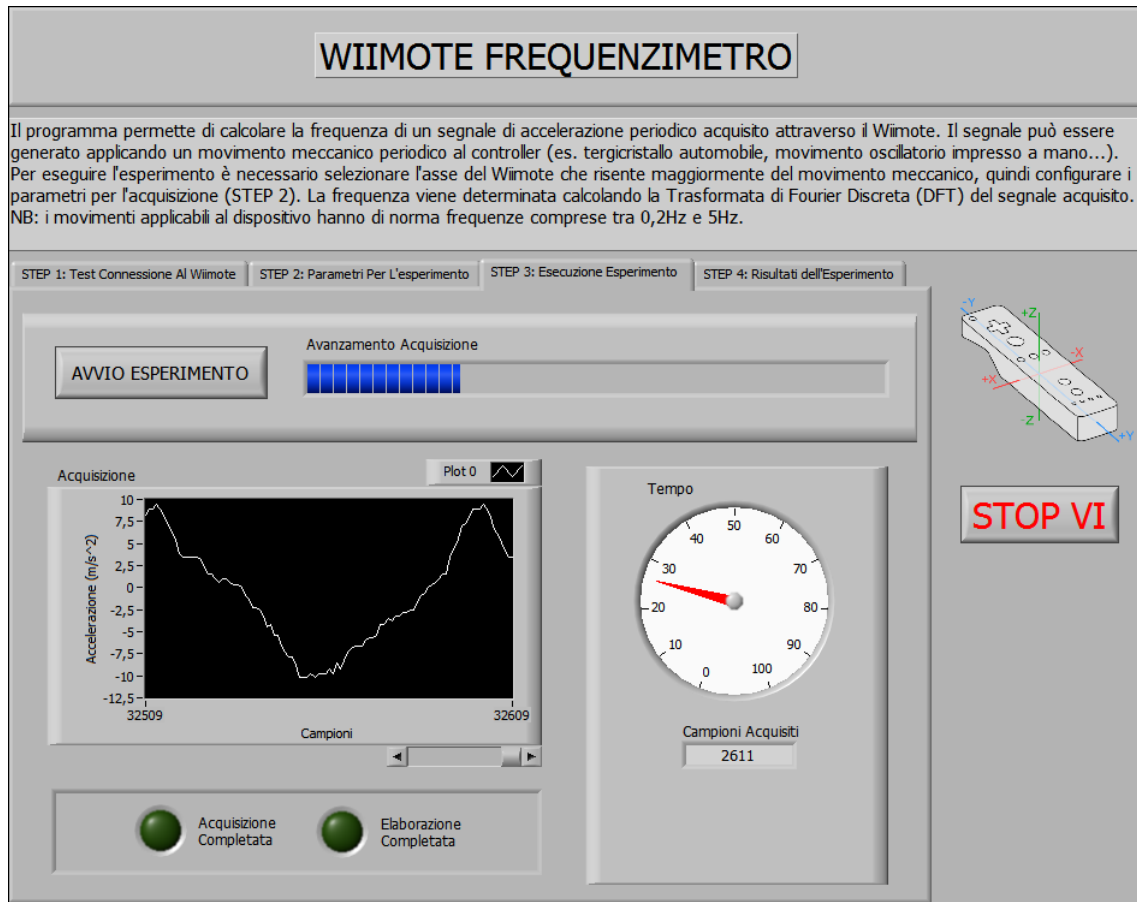 WIIMOTE FREQUENZIMETRO
Il programma permette di calcolare la frequenza di un segnale di accelerazione periodico acquisito attraverso il Wiimote. Il segnale può essere
generato applicando un movimento meccanico periodico al controller (es. tergicristallo automobile, movimento oscillatorio impresso a mano...).
Per eseguire l'esperimento è necessario selezionare l'asse del Wiimote che risente maggiormente del movimento meccanico, quindi configurare i
parametri per l'acquisizione (STEP 2). La frequenza viene determinata calcolando la Trasformata di Fourier Discreta (DFT) del segnale acquisito.
NB: i movimenti applicabili al dispositivo hanno di norma frequenze comprese tra 0,2Hz e 5Hz.
STEP 1: Test Connessione Al Wiimote
STEP 2: Parametri Per L'esperimento
STEP 3: Esecuzione Esperimento
STEP 4: Risultati dell'Esperimento
AVVIO ESPERIMENTO
Avanzamento Acquisizione
-Y
+Z
-X
+X
-Z
+Y
STOP VI
Acquisizione
Plot 0
Accelerazione (m/s^2)
10
7,5
5
2,5
0
-2,5
-5
-7,5
-10
-12,5
32509
32609
Campioni
Tempo
0
10
20
30
40
50
60
70
80
90
100
Campioni Acquisiti
2611
Acquisizione
Completata
Elaborazione
Completata